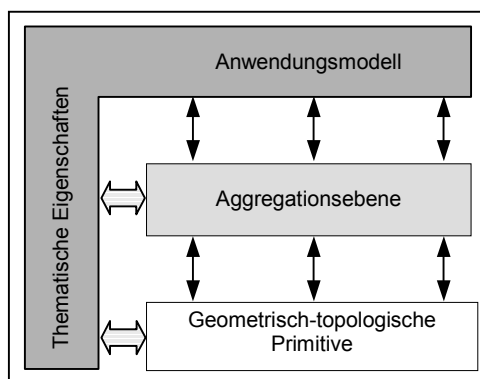 Anwendungsmodell
Thematische Eigenschaften
Aggregationsebene
Geometrisch-topologische
Primitive